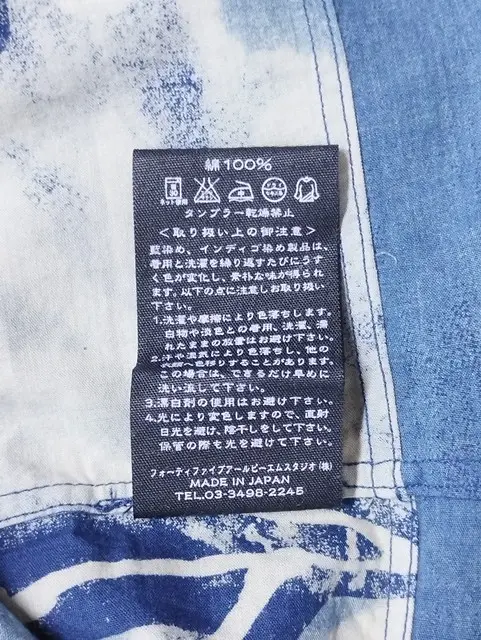 綿100%
ネット使用
タンブラー乾燥禁止
〈取り扱い上の御注意〉
藍染め、インディゴ染め製品は、
着用と洗濯を繰り返すたびにうす
く色が変化し、素朴な味が得られ
ます。以下の点に注意しお取り扱い
下さい。
1.洗濯や摩擦により色落ちします。
白物や淡色との着用、洗濯、濡
れたままの放置はお避け下さい。
2.汗や湿気により色落ちし、他の
衣類へ色移りすることがあります。
この場合は、できるだけ早めに
洗い流して下さい。
3.漂白剤の使用はお避け下さい。
4.光により変色しますので、直射
日光を避け、陰干しをして下さい。
保管の際も光を避けて下さい。
フォーティファイブアールピーエムスタジオ(株)
MADE IN JAPAN
TEL.03-3498-2245